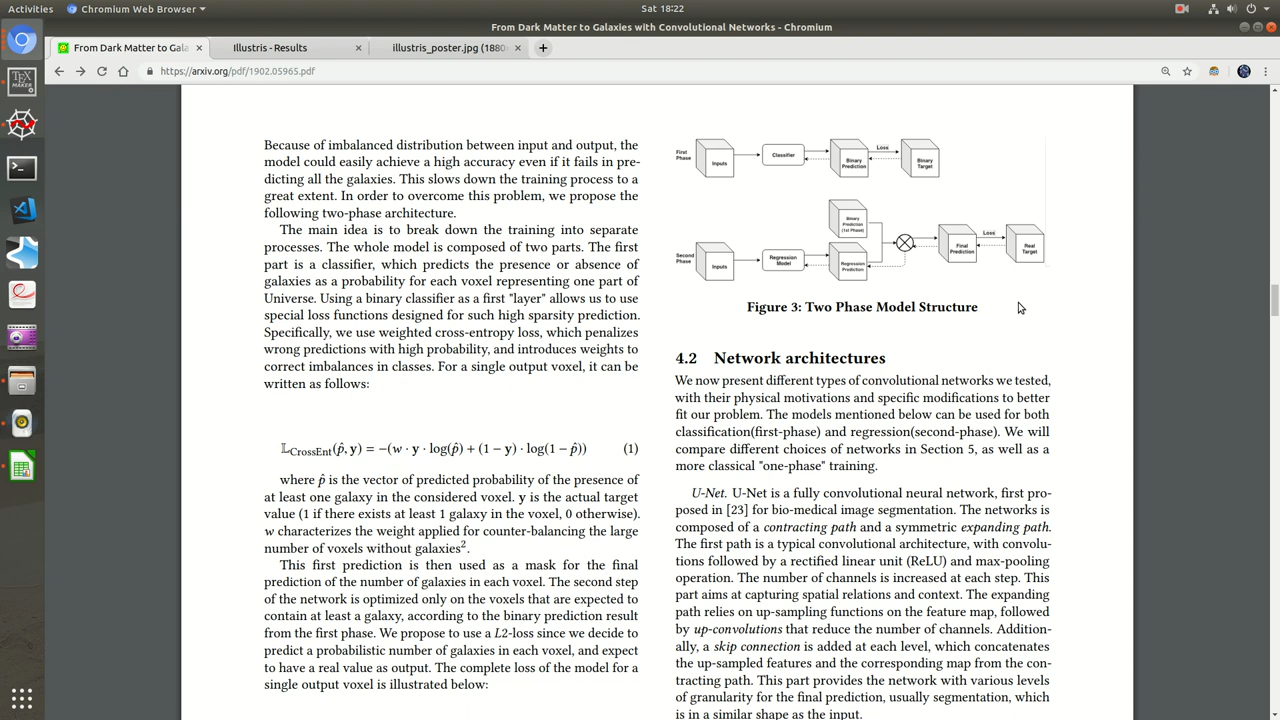 Activities
Chromium Web Browser
Sat 18:22
From Dark Matter to Galaxies with Convolutional Networks - Chromium
From Dark Matter to Gala
Illustris - Results
illustris_poster.jpg (1880
https://arxiv.org/pdf/1902.05965.pdf
Because of imbalanced distribution between input and output, the
model could easily achieve a high accuracy even if it fails in pre-
dicting all the galaxies. This slows down the training process to a
great extent. In order to overcome this problem, we propose the
following two-phase architecture.
The main idea is to break down the training into separate
processes. The whole model is composed of two parts. The first
part is a classifier, which predicts the presence or absence of
galaxies as a probability for each voxel representing one part of
Universe. Using a binary classifier as a first "layer" allows us to use
special loss functions designed for such high sparsity prediction.
Specifically, we use weighted cross-entropy loss, which penalizes
wrong predictions with high probability, and introduces weights to
correct imbalances in classes. For a single output voxel, it can be
written as follows:
𝕃CrossEnt(p̂, y) = −(w · y · log(p̂) + (1 − y) · log(1 − p̂)) (1)
where p̂ is the vector of predicted probability of the presence of
at least one galaxy in the considered voxel. y is the actual target
value (1 if there exists at least 1 galaxy in the voxel, 0 otherwise).
w characterizes the weight applied for counter-balancing the large
number of voxels without galaxies².
This first prediction is then used as a mask for the final
prediction of the number of galaxies in each voxel. The second step
of the network is optimized only on the voxels that are expected to
contain at least a galaxy, according to the binary prediction result
from the first phase. We propose to use a L2-loss since we decide to
predict a probabilistic number of galaxies in each voxel, and expect
to have a real value as output. The complete loss of the model for a
single output voxel is illustrated below:
First
Phase
Inputs
Classifier
Binary
Prediction
Loss
Binary
Target
Binary
Prediction
(1st Phase)
Second
Phase
Inputs
Regression
Model
Regression
Prediction
Final
Prediction
Loss
Real
Target
Figure 3: Two Phase Model Structure
4.2 Network architectures
We now present different types of convolutional networks we tested,
with their physical motivations and specific modifications to better
fit our problem. The models mentioned below can be used for both
classification(first-phase) and regression(second-phase). We will
compare different choices of networks in Section 5, as well as a
more classical "one-phase" training.
U-Net. U-Net is a fully convolutional neural network, first pro-
posed in [23] for bio-medical image segmentation. The networks is
composed of a contracting path and a symmetric expanding path.
The first path is a typical convolutional architecture, with convolu-
tions followed by a rectified linear unit (ReLU) and max-pooling
operation. The number of channels is increased at each step. This
part aims at capturing spatial relations and context. The expanding
path relies on up-sampling functions on the feature map, followed
by up-convolutions that reduce the number of channels. Addition-
ally, a skip connection is added at each level, which concatenates
the up-sampled features and the corresponding map from the con-
tracting path. This part provides the network with various levels
of granularity for the final prediction, usually segmentation, which
is in a similar shape as the input.